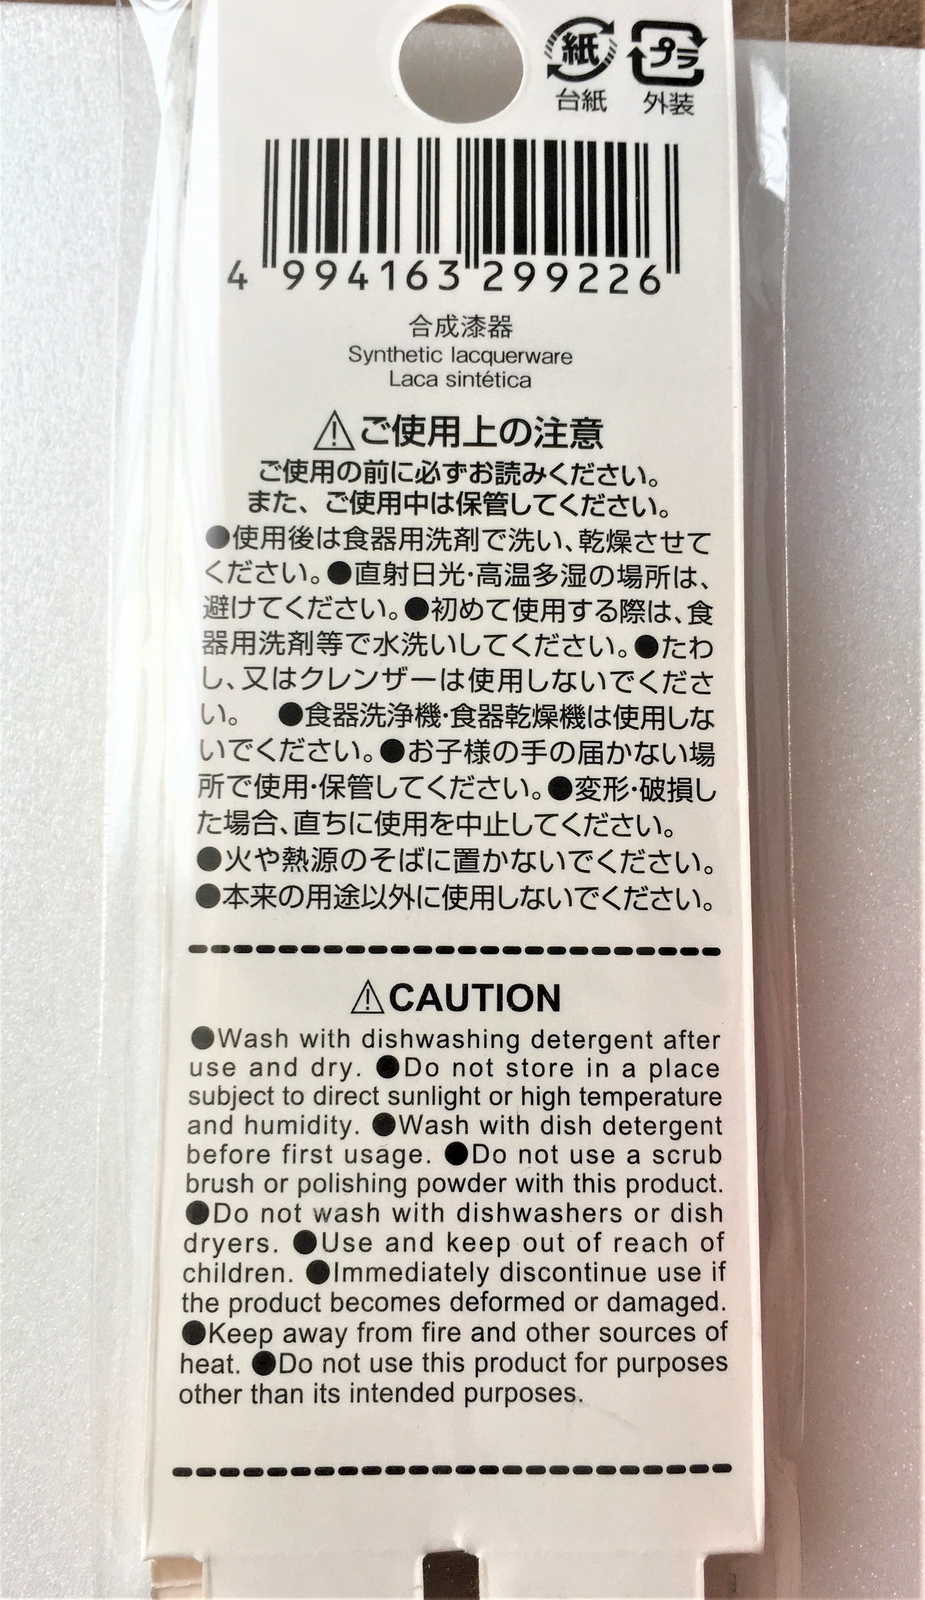 紙 プラ
台紙 外装
4 994163 299226
合成漆器
Synthetic lacquerware
Laca sintética
⚠ご使用上の注意
ご使用の前に必ずお読みください。
また、ご使用中は保管してください。
●使用後は食器用洗剤で洗い、乾燥させて
ください。●直射日光・高温多湿の場所は、
避けてください。●初めて使用する際は、食
器用洗剤等で水洗いしてください。●たわ
し、又はクレンザーは使用しないでくださ
い。 ●食器洗浄機・食器乾燥機は使用しな
いでください。●お子様の手の届かない場
所で使用・保管してください。●変形・破損し
た場合、直ちに使用を中止してください。
●火や熱源のそばに置かないでください。
●本来の用途以外に使用しないでください。
⚠CAUTION
●Wash with dishwashing detergent after
use and dry. ●Do not store in a place
subject to direct sunlight or high temperature
and humidity. ●Wash with dish detergent
before first usage. ●Do not use a scrub
brush or polishing powder with this product.
●Do not wash with dishwashers or dish
dryers. ●Use and keep out of reach of
children. ●Immediately discontinue use if
the product becomes deformed or damaged.
●Keep away from fire and other sources of
heat. ●Do not use this product for purposes
other than its intended purposes.